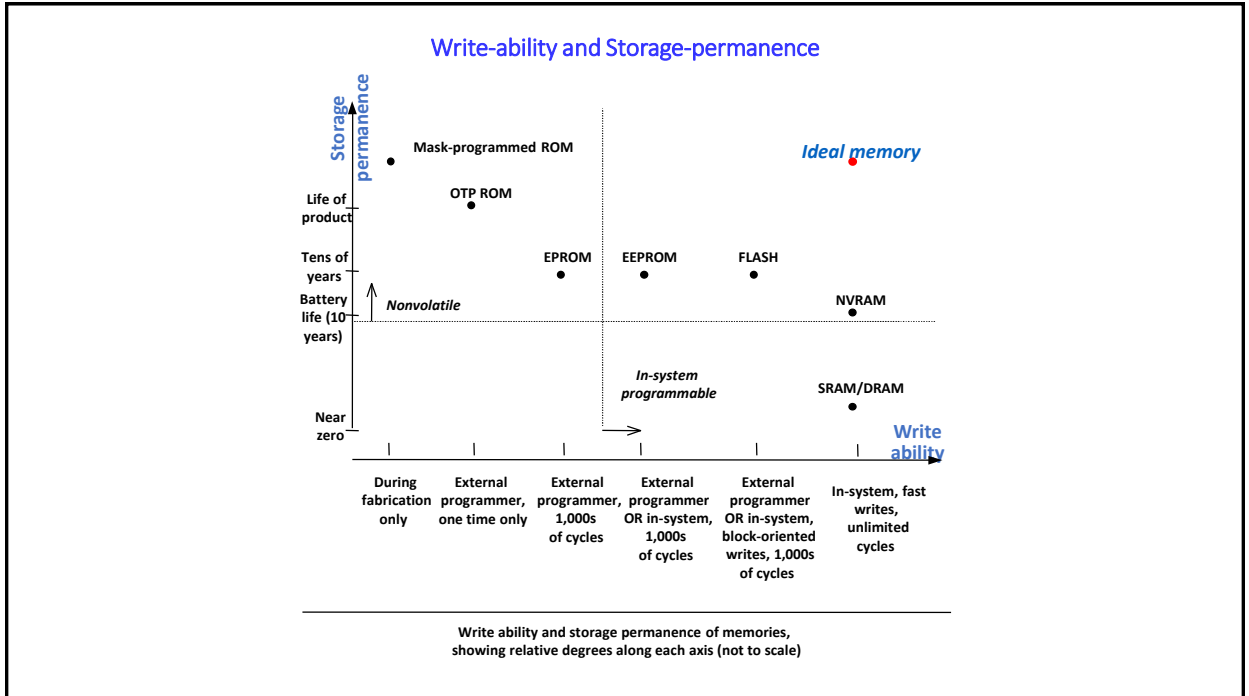 Write-ability and Storage-permanence
Storage
permanence
Mask-programmed ROM
Ideal memory
OTP ROM
Life of
product
EPROM
EEPROM
FLASH
Tens of
years
Nonvolatile
Battery
life (10
years)
NVRAM
In-system
programmable
SRAM/DRAM
Near
zero
Write
ability
During
fabrication
only
External
programmer,
one time only
External
programmer,
1,000s
of cycles
External
programmer
OR in-system,
1,000s
of cycles
External
programmer
OR in-system,
block-oriented
writes, 1,000s
of cycles
In-system, fast
writes,
unlimited
cycles
Write ability and storage permanence of memories,
showing relative degrees along each axis (not to scale)